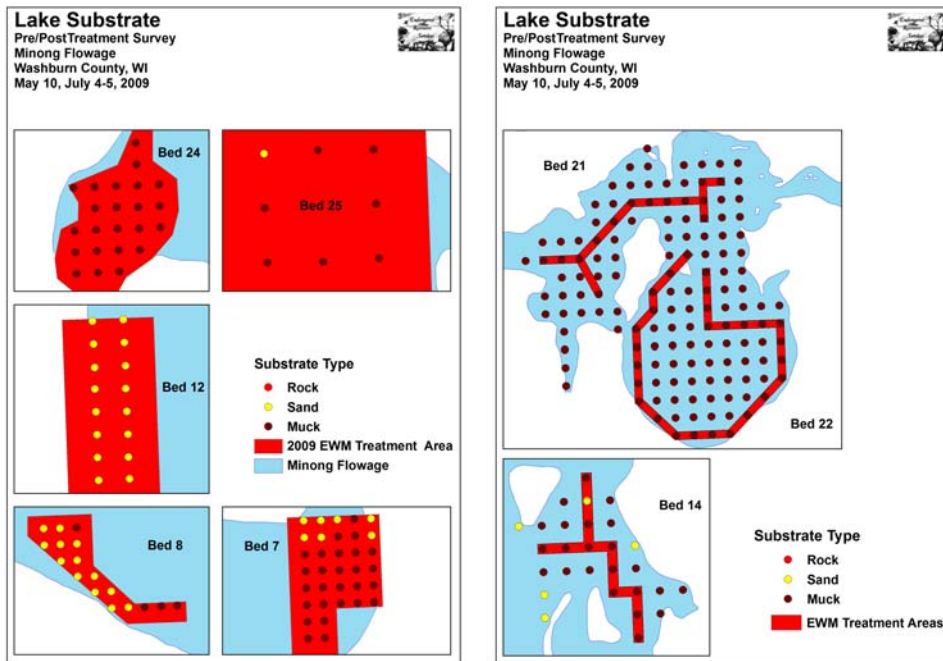 Lake Substrate
Pre/PostTreatment Survey
Minong Flowage
Washburn County, WI
May 10, July 4-5, 2009
Bed 24
Bed 25
Bed 12
Substrate Type
Rock
Sand
Muck
2009 EWM Treatment Area
Minong Flowage
Bed 8
Bed 7
Lake Substrate
Pre/PostTreatment Survey
Minong Flowage
Washburn County, WI
May 10, July 4-5, 2009
Bed 21
Bed 22
Bed 14
Substrate Type
Rock
Sand
Muck
EWM Treatment Areas